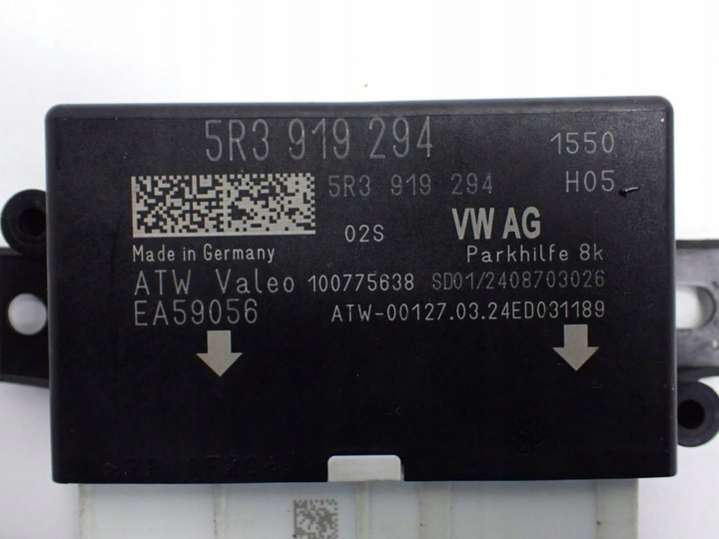 5R3 919 294 1550
5R3 919 294 H05
02S VW AG
Made in Germany Parkhilfe 8k
ATW Valeo 100775638 SD01/2408703026
EA59056 ATW-00127.03.24ED031189